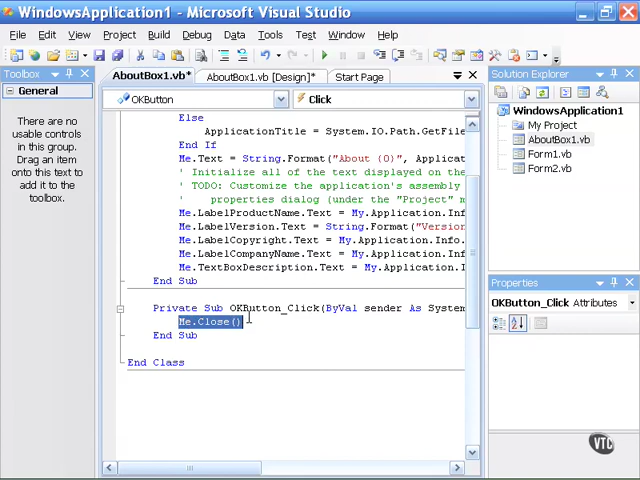 WindowsApplication1 - Microsoft Visual Studio
File Edit View Project Build Debug Data Tools Test Window Help
Toolbox
General
There are no
usable controls
in this group.
Drag an item
onto this text to
add it to the
toolbox.
AboutBox1.vb* AboutBox1.vb [Design]* Start Page
OKButton Click
Else
ApplicationTitle = System.IO.Path.GetFile
End If
Me.Text = String.Format("About {0}", Applicat
' Initialize all of the text displayed on the
' TODO: Customize the application's assembly
' properties dialog (under the "Project" m
Me.LabelProductName.Text = My.Application.Inf
Me.LabelVersion.Text = String.Format("Version
Me.LabelCopyright.Text = My.Application.Info.
Me.LabelCompanyName.Text = My.Application.Inf
Me.TextBoxDescription.Text = My.Application.I
End Sub
Private Sub OKButton_Click(ByVal sender As System
Me.Close()
End Sub
End Class
Solution Explorer
WindowsApplication1
My Project
AboutBox1.vb
Form1.vb
Form2.vb
Properties
OKButton_Click Attributes
VTC